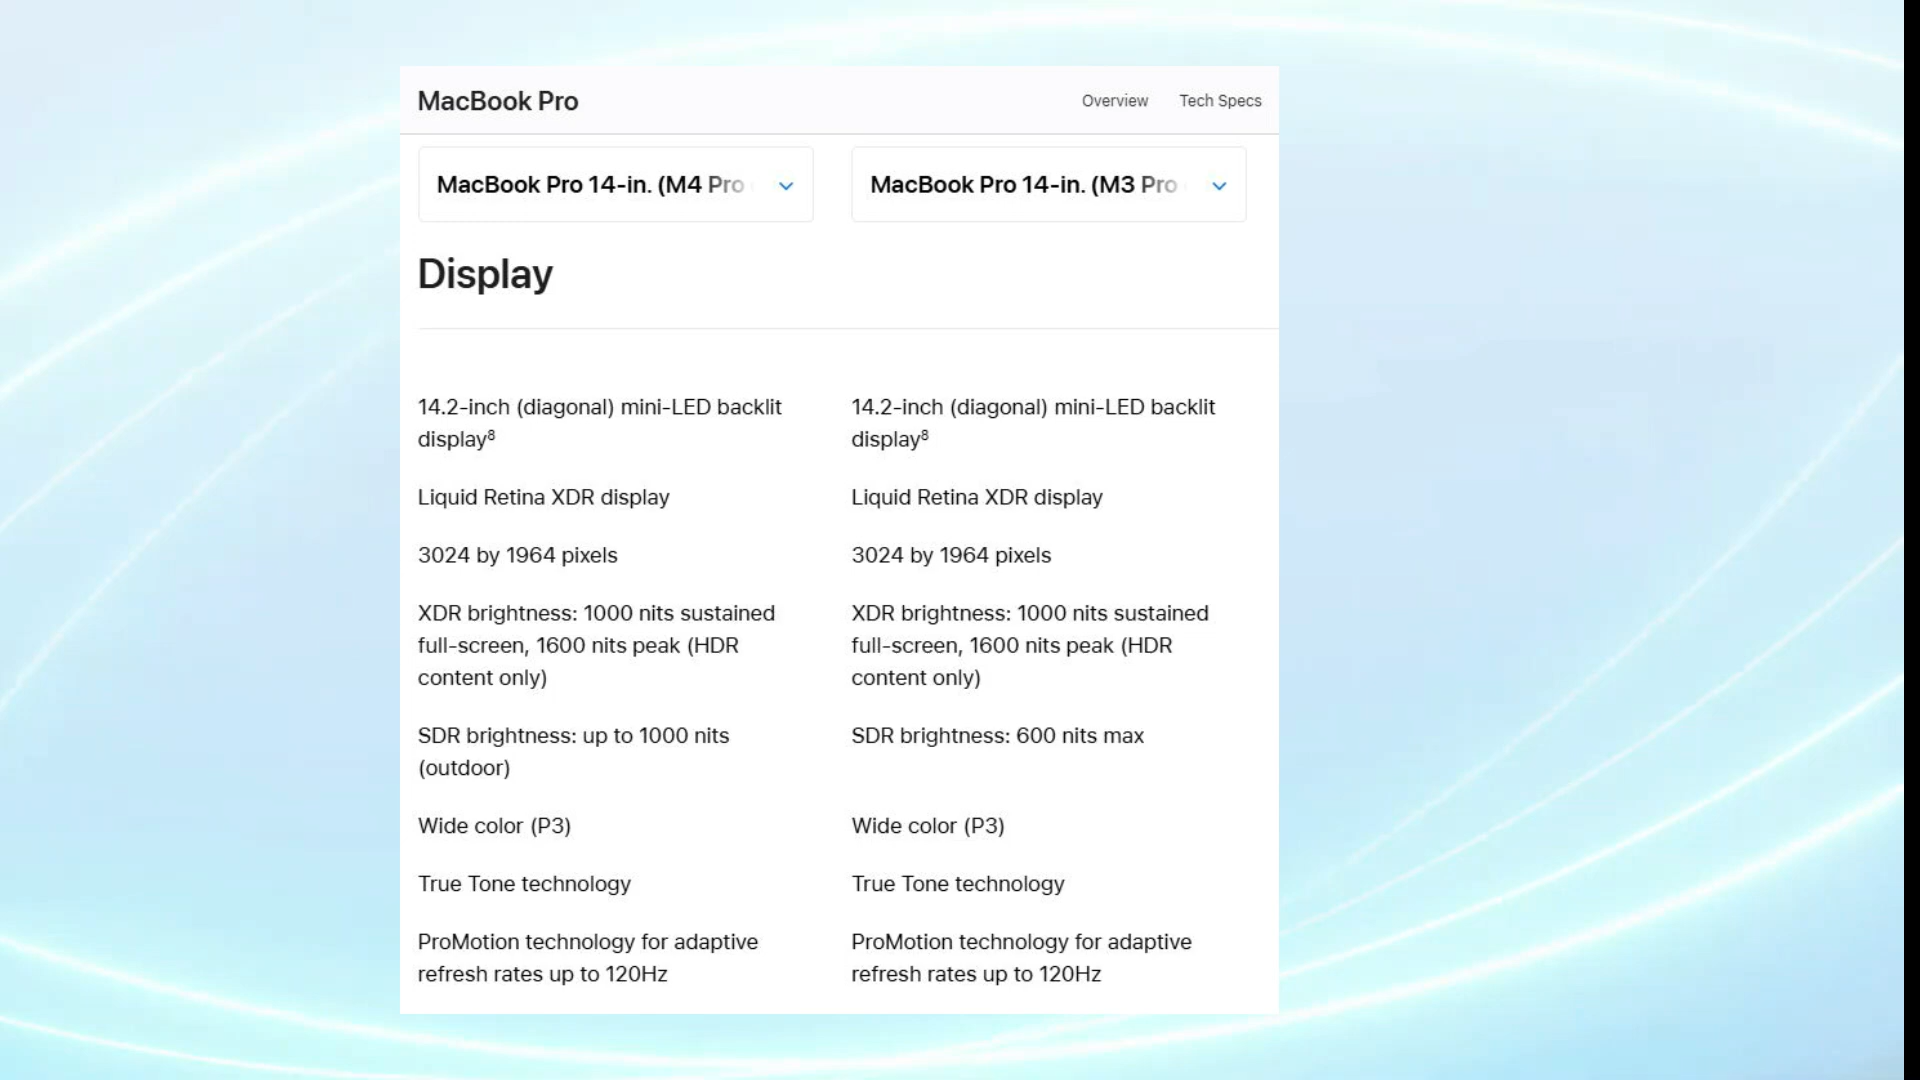 MacBook Pro
Overview
Tech Specs
MacBook Pro 14-in. (M4 Pro
MacBook Pro 14-in. (M3 Pro
Display
14.2-inch (diagonal) mini-LED backlit
display⁸
Liquid Retina XDR display
3024 by 1964 pixels
XDR brightness: 1000 nits sustained
full-screen, 1600 nits peak (HDR
content only)
SDR brightness: up to 1000 nits
(outdoor)
Wide color (P3)
True Tone technology
ProMotion technology for adaptive
refresh rates up to 120Hz
14.2-inch (diagonal) mini-LED backlit
display⁸
Liquid Retina XDR display
3024 by 1964 pixels
XDR brightness: 1000 nits sustained
full-screen, 1600 nits peak (HDR
content only)
SDR brightness: 600 nits max
Wide color (P3)
True Tone technology
ProMotion technology for adaptive
refresh rates up to 120Hz